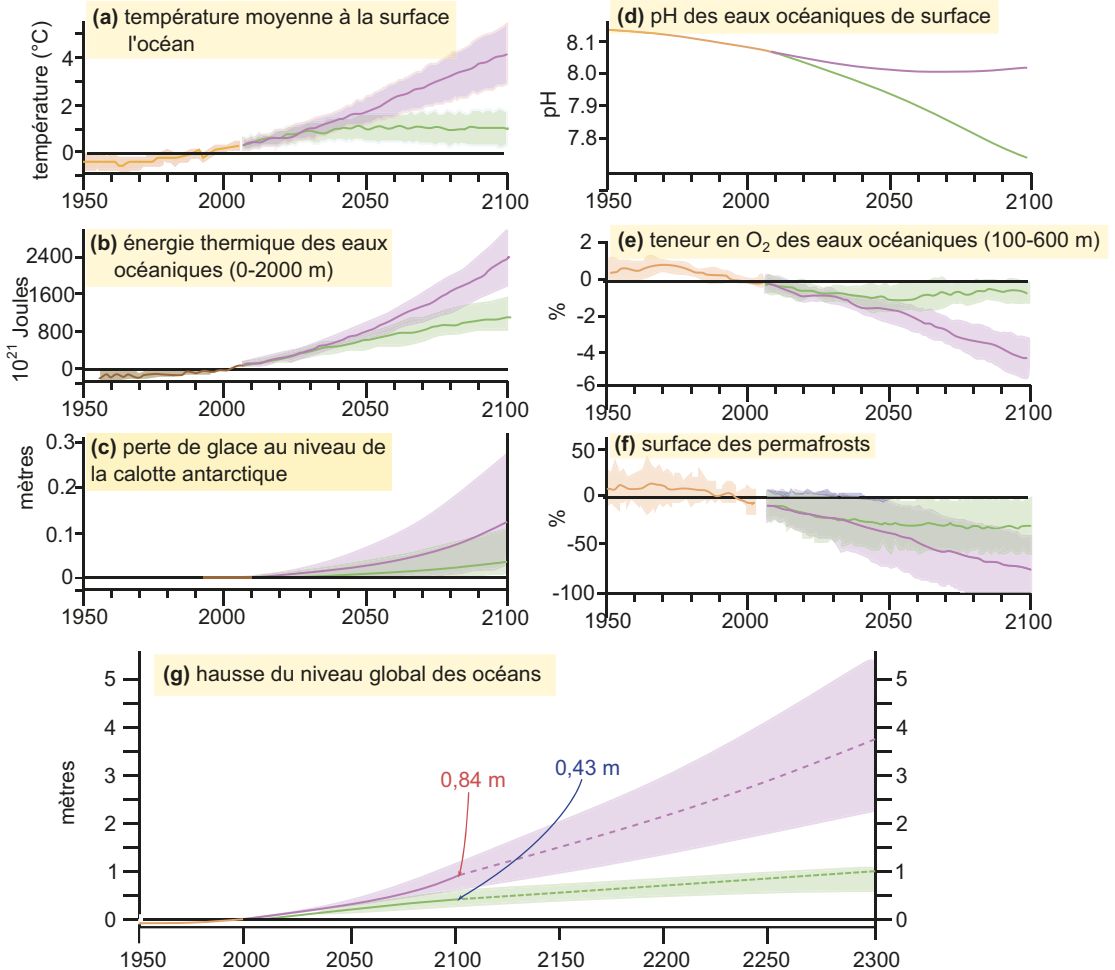 (a) température moyenne à la surface
l'océan
température (°C)
4
2
0
1950 2000 2050 2100
(b) énergie thermique des eaux
océaniques (0-2000 m)
10²¹ Joules
2400
1600
800
0
1950 2000 2050 2100
(c) perte de glace au niveau de
la calotte antarctique
mètres
0.3
0.2
0.1
0
1950 2000 2050 2100
(d) pH des eaux océaniques de surface
pH
8.1
8.0
7.9
7.8
1950 2000 2050 2100
(e) teneur en O₂ des eaux océaniques (100-600 m)
%
2
0
-2
-4
-6
1950 2000 2050 2100
(f) surface des permafrosts
%
50
0
-50
-100
1950 2000 2050 2100
(g) hausse du niveau global des océans
mètres
5 5
4 4
3 3
2 2
1 1
0 0
0,84 m
0,43 m
1950 2000 2050 2100 2150 2200 2250 2300